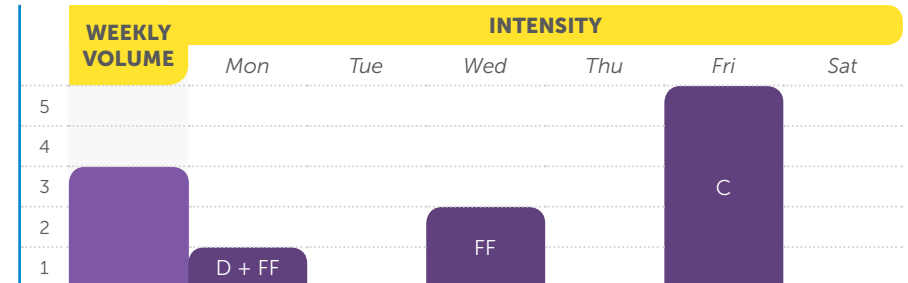 WEEKLY
VOLUME
INTENSITY
Mon Tue Wed Thu Fri Sat
5
4
3 C
2
FF
1 D + FF